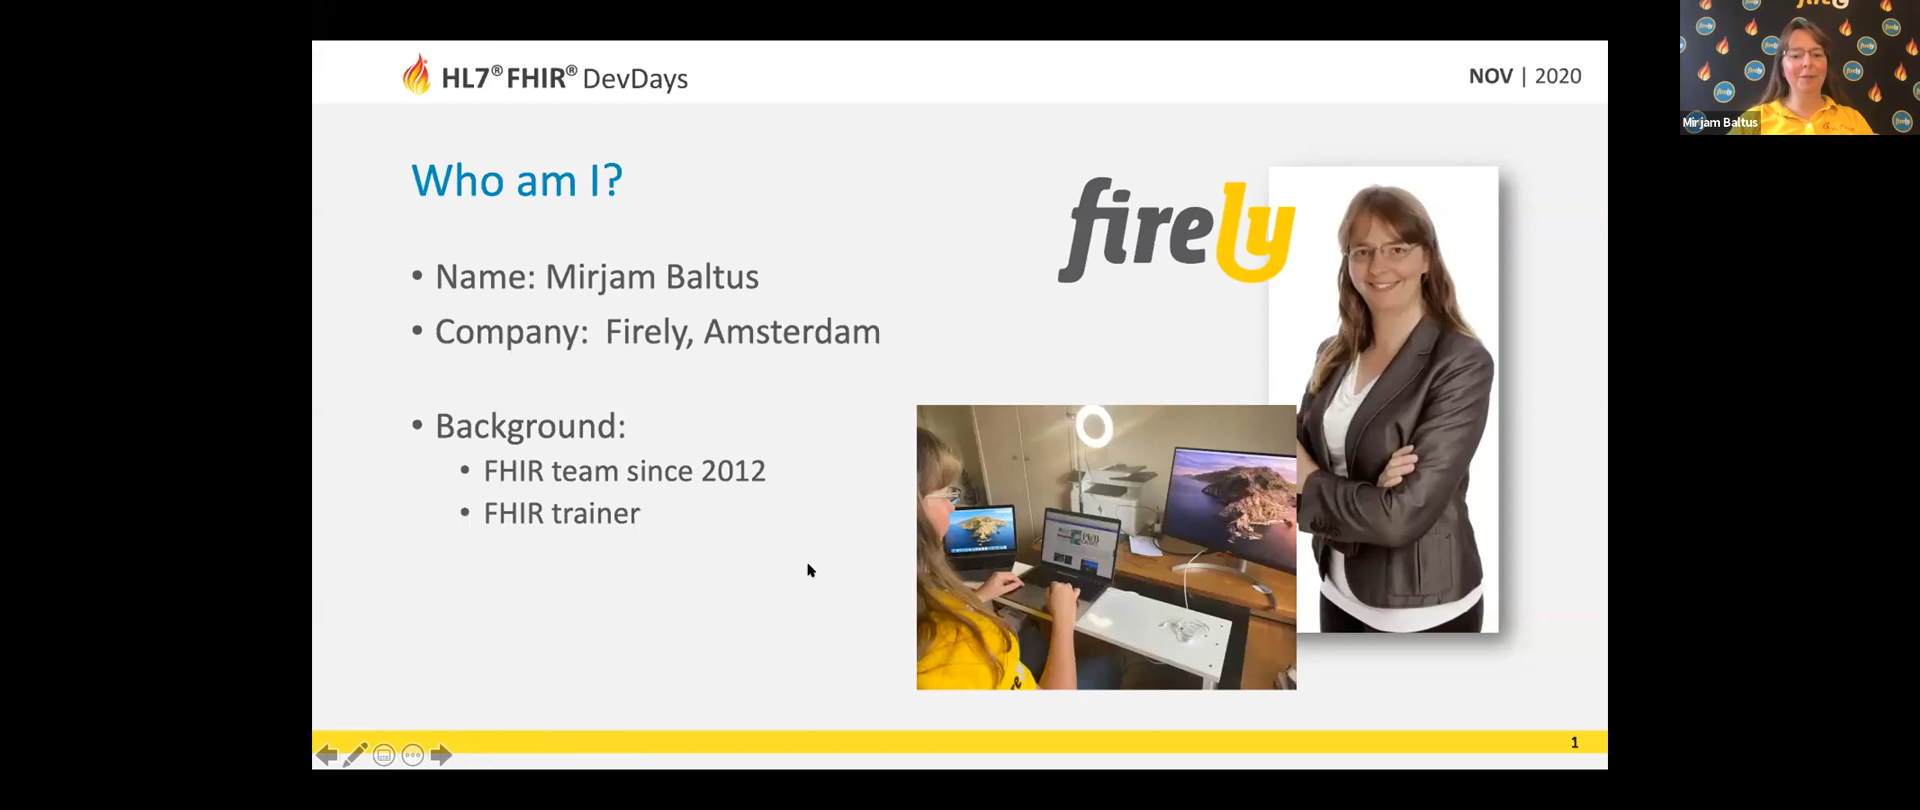 HL7® FHIR® DevDays
NOV | 2020
firely
Mirjam Baltus
Who am I?
firely
• Name: Mirjam Baltus
• Company: Firely, Amsterdam
• Background:
• FHIR team since 2012
• FHIR trainer
1